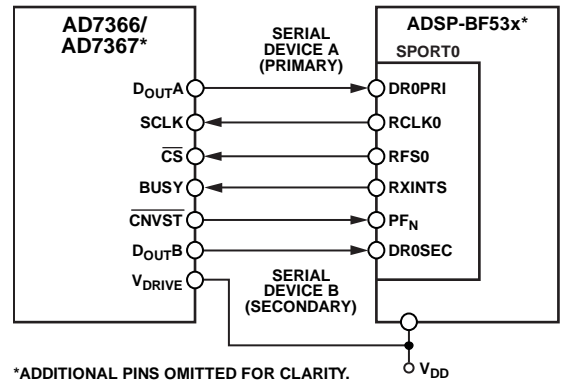 AD7366/
AD7367*
ADSP-BF53x*
SERIAL
DEVICE A
(PRIMARY)
SPORT0
DOUTA
DR0PRI
SCLK
RCLK0
CS
RFS0
BUSY
RXINTS
CNVST
PFN
DOUTB
DR0SEC
VDRIVE
SERIAL
DEVICE B
(SECONDARY)
VDD
*ADDITIONAL PINS OMITTED FOR CLARITY.